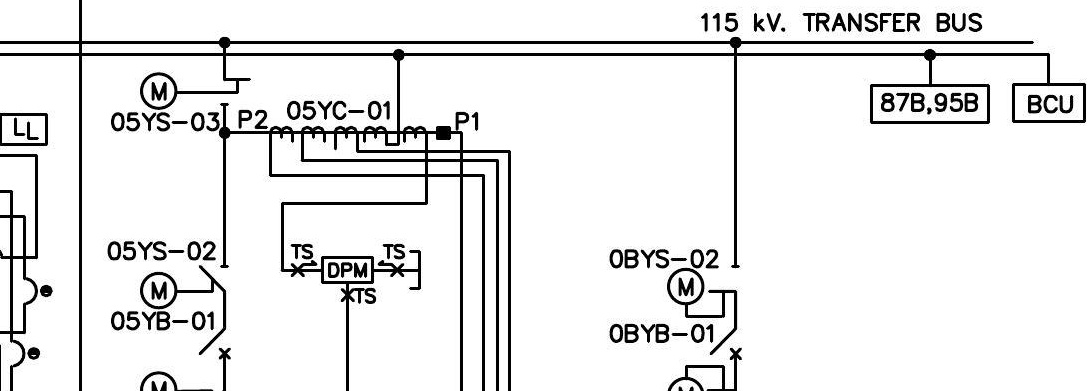 115 kV. TRANSFER BUS
M
05YS-03
P2
05YC-01
P1
87B,95B
BCU
LL
05YS-02
M
TS
DPM
TS
TS
05YB-01
0BYS-02
M
0BYB-01
M
M